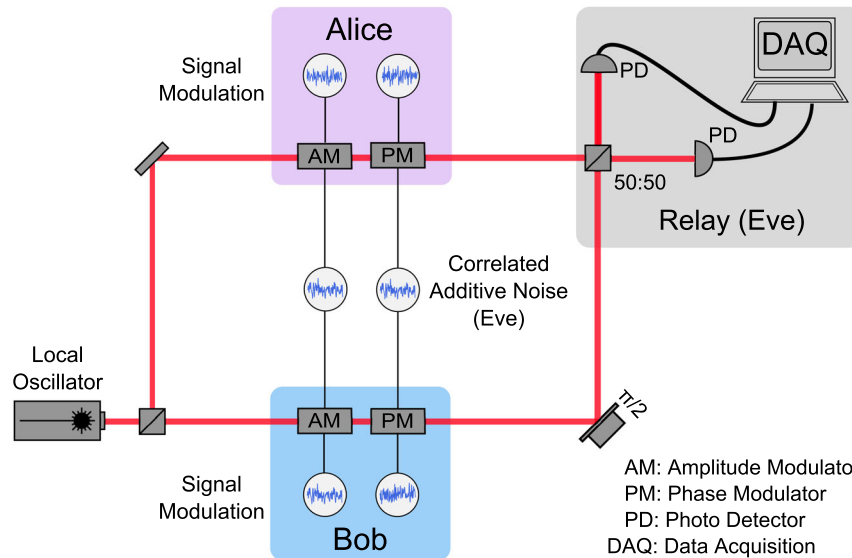 Alice
Signal
Modulation
AM
PM
PD
DAQ
PD
50:50
Relay (Eve)
Correlated
Additive Noise
(Eve)
Local
Oscillator
AM
PM
π/2
Signal
Modulation
Bob
AM: Amplitude Modulato
PM: Phase Modulator
PD: Photo Detector
DAQ: Data Acquisition